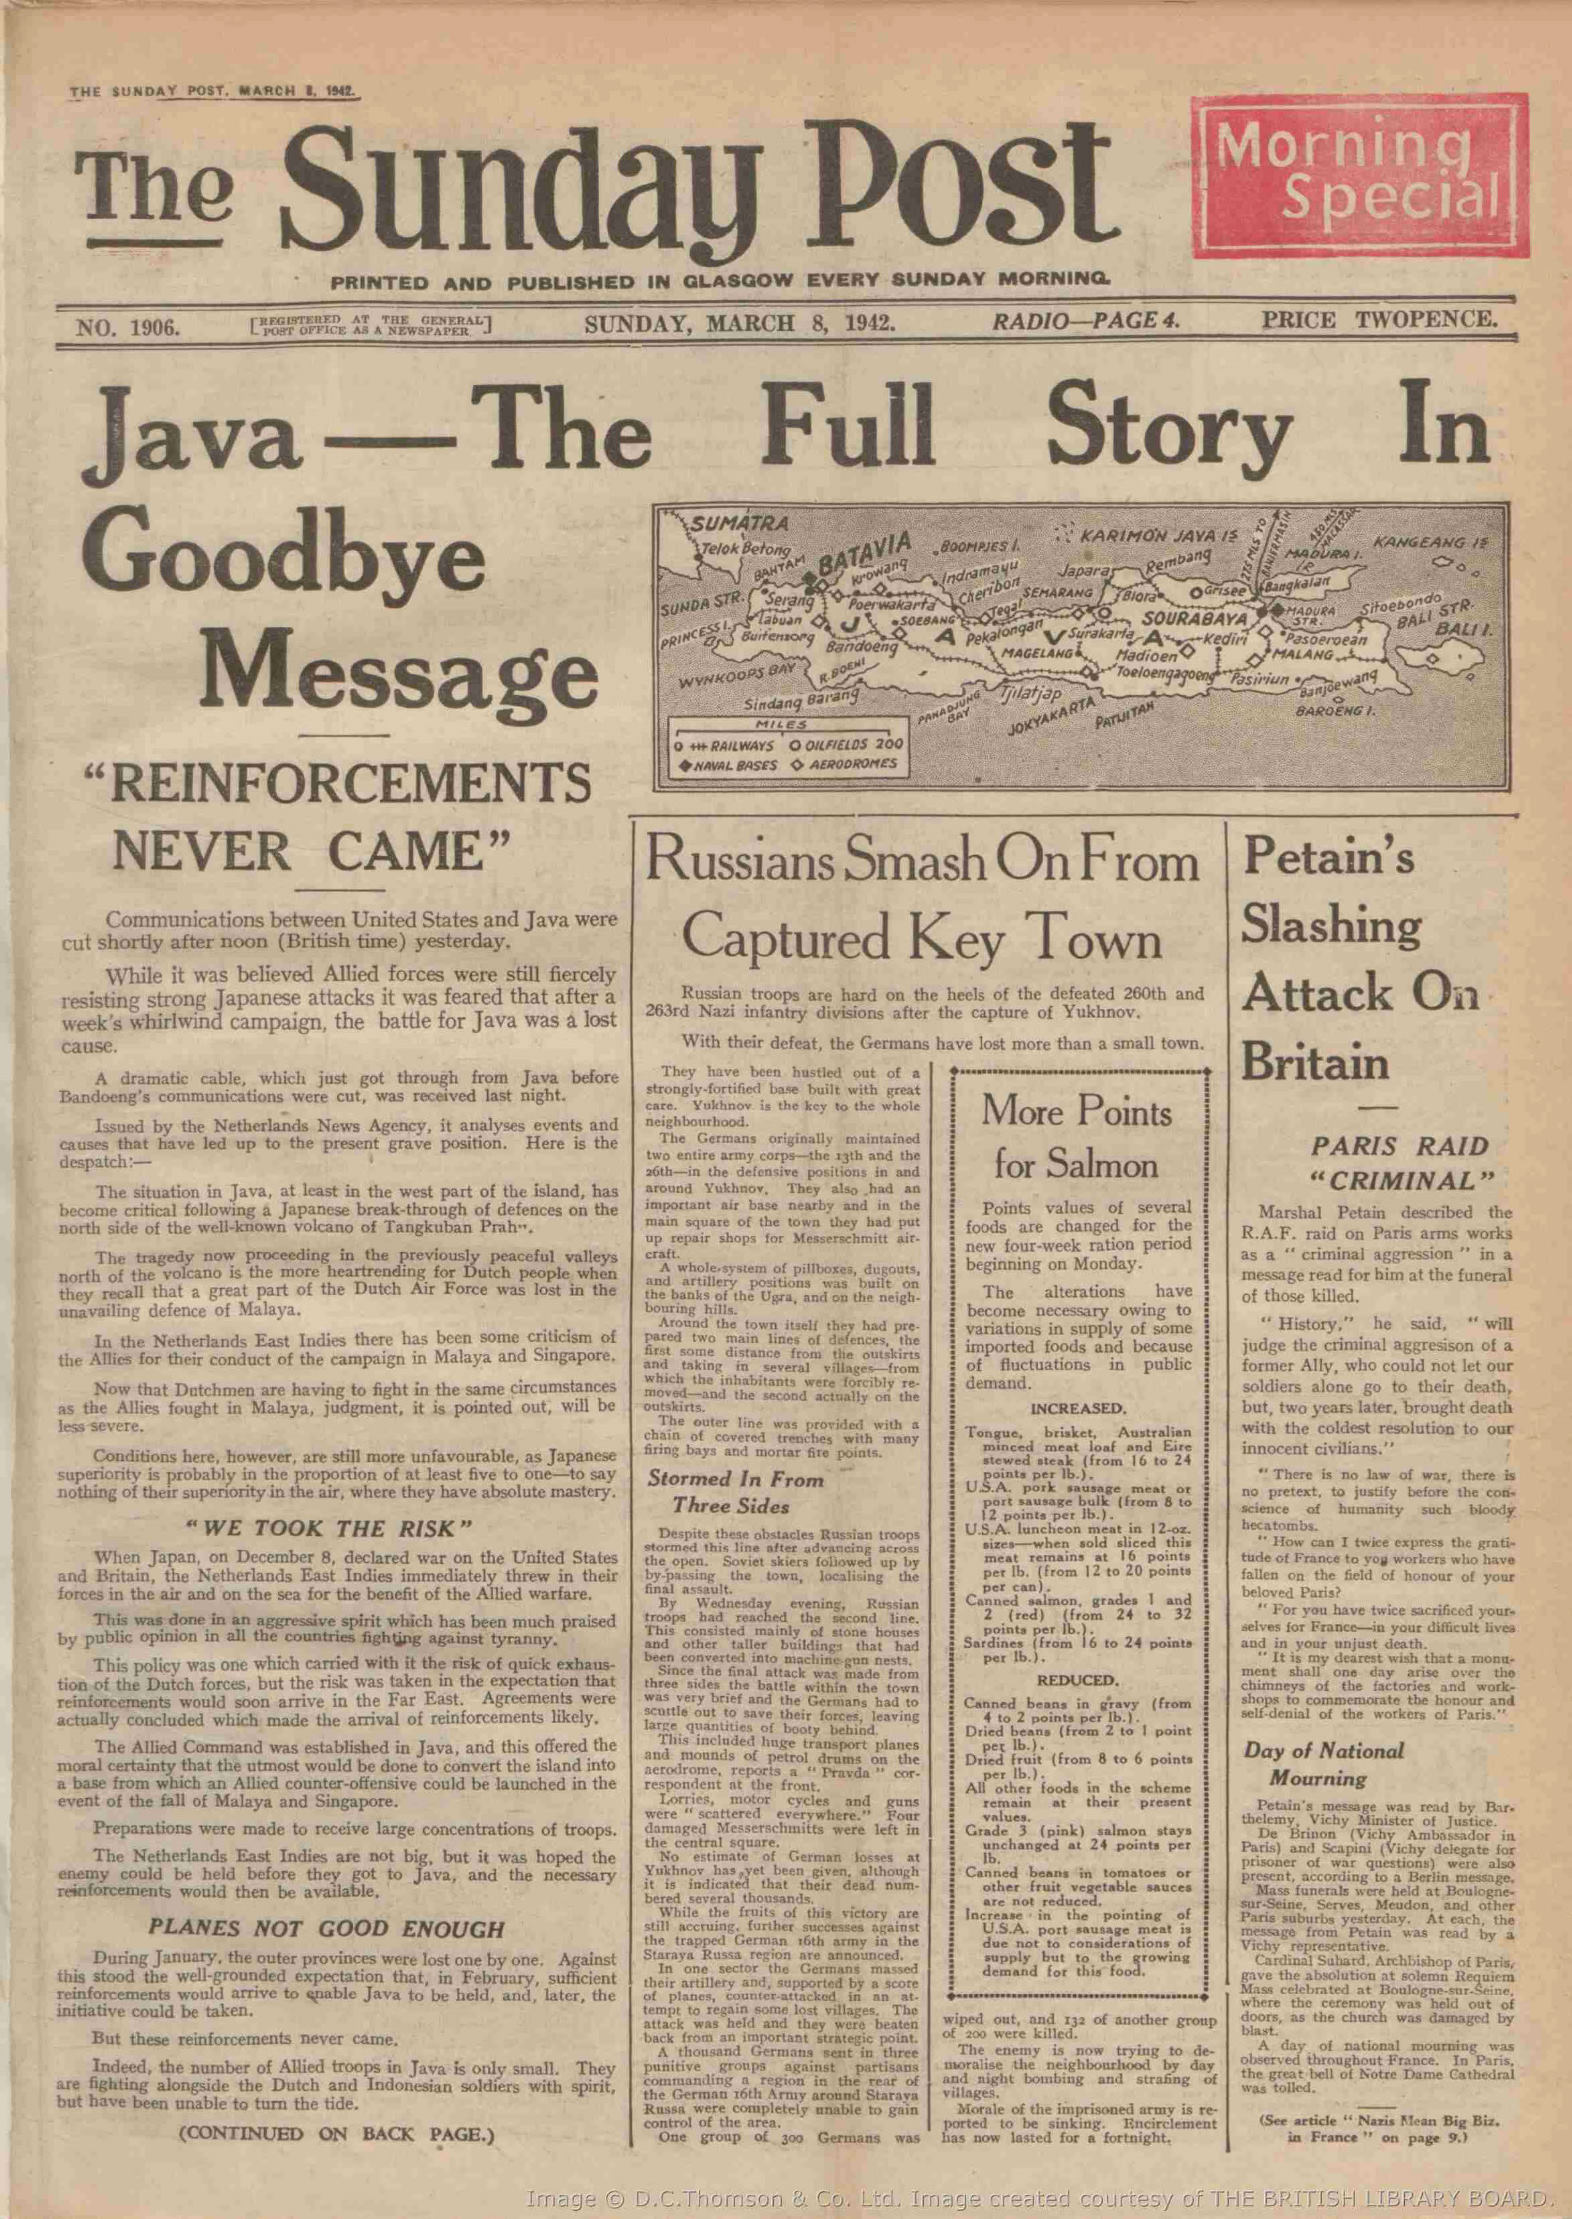 THE SUNDAY POST, MARCH 8, 1942.
The Sunday Post
Morning
Special
PRINTED AND PUBLISHED IN GLASGOW EVERY SUNDAY MORNING.
NO. 1906.
[REGISTERED AT THE GENERAL
POST OFFICE AS A NEWSPAPER.]
SUNDAY, MARCH 8, 1942.
RADIO—PAGE 4.
PRICE TWOPENCE.
Java—The Full Story In
Goodbye
Message
"REINFORCEMENTS
NEVER CAME"
Communications between United States and Java were
cut shortly after noon (British time) yesterday.
While it was believed Allied forces were still fiercely
resisting strong Japanese attacks it was feared that after a
week's whirlwind campaign, the battle for Java was a lost
cause.
A dramatic cable, which just got through from Java before
Bandoeng's communications were cut, was received last night.
Issued by the Netherlands News Agency, it analyses events and
causes that have led up to the present grave position. Here is the
despatch:—
The situation in Java, at least in the west part of the island, has
become critical following a Japanese break-through of defences on the
north side of the well-known volcano of Tangkuban
The tragedy now proceeding in the previously peaceful valleys
north of the volcano is the more heartrending for Dutch people when
they recall that a great part of the Dutch Air Force was lost in the
unavailing defence of Malaya.
In the Netherlands East Indies there has been some criticism of
the Allies for their conduct of the campaign in Malaya and Singapore.
Now that Dutchmen are having to fight in the same circumstances
as the Allies fought in Malaya, judgment, it is pointed out, will be
less severe.
Conditions here, however, are still more unfavourable, as Japanese
superiority is probably in the proportion of at least five to one—to say
nothing of their superiority in the air, where they have absolute mastery.
"WE TOOK THE RISK"
When Japan, on December 8, declared war on the United States
and Britain, the Netherlands East Indies immediately threw in their
forces in the air and on the sea for the benefit of the Allied warfare.
This was done in an aggressive spirit which has been much praised
by public opinion in all the countries fighting against tyranny.
This policy was one which carried with it the risk of quick exhaus-
tion of the Dutch forces, but the risk was taken in the expectation that
reinforcements would soon arrive in the Far East. Agreements were
actually concluded which made the arrival of reinforcements likely.
The Allied Command was established in Java, and this offered the
moral certainty that the utmost would be done to convert the island into
a base from which an Allied counter-offensive could be launched in the
event of the fall of Malaya and Singapore.
Preparations were made to receive large concentrations of troops.
The Netherlands East Indies are not big, but it was hoped the
enemy could be held before they got to Java, and the necessary
reinforcements would then be available.
PLANES NOT GOOD ENOUGH
During January, the outer provinces were lost one by one. Against
this stood the well-grounded expectation that, in February, sufficient
reinforcements would arrive to enable Java to be held, and, later, the
initiative could be taken.
But these reinforcements never came.
Indeed, the number of Allied troops in Java is only small. They
are fighting alongside the Dutch and Indonesian soldiers with spirit,
but have been unable to turn the tide.
(CONTINUED ON BACK PAGE.)
SUMATRA
Telok Betong
BANTAM
BATAVIA
Krowang
BOOMPJES I.
Indramayu
Cheribon
KARIMON JAVA IS
Japara
Rembang
275 MLS TO
BANJERMASIN
480 MLS
MACASSAR
MADURA I.
KANGEANG IS
SUNDA STR.
Serang
Poerwakarta
SOEBANG
Tegal
SEMARANG
Blora
Grisee
Bangkalan
PRINCESS I.
Labuan
Buitenzorg
JAVA
Bandoeng
Pekalongan
Surakarta
SOURABAYA
MADURA
STR.
Sitoebondo
BALI STR.
BALI I.
Kediri
Pasoeroean
WYNKOOPS BAY
R. BOENI
MAGELANG
Madioen
MALANG
Toeloengagoeng
Pasirian
Banjoewang
Sindang Barang
PANADJUNG
BAY
Tjilatjap
JOKYAKARTA
PATJITAN
BAROENG I.
MILES
0 RAILWAYS OILFIELDS 200
NAVAL BASES AERODROMES
Russians Smash On From
Captured Key Town
Russian troops are hard on the heels of the defeated 260th and
263rd Nazi infantry divisions after the capture of Yukhnov.
With their defeat, the Germans have lost more than a small town.
They have been hustled out of a
strongly-fortified base built with great
care. Yukhnov is the key to the whole
neighbourhood.
The Germans originally maintained
two entire army corps—the 13th and the
26th—in the defensive positions in and
around Yukhnov. They also had an
important air base nearby and in the
main square of the town they had put
up repair shops for Messerschmitt air-
craft.
A whole-system of pillboxes, dugouts,
and artillery positions was built on
the banks of the Ugra, and on the neigh-
bouring hills.
Around the town itself they had pre-
pared two main lines of defences, the
first some distance from the outskirts
and taking in several villages—from
which the inhabitants were forcibly re-
moved—and the second actually on the
outskirts.
The outer line was provided with a
chain of covered trenches with many
firing bays and mortar fire points.
Stormed In From
Three Sides
Despite these obstacles Russian troops
stormed this line after advancing across
the open. Soviet skiers followed up by
by-passing the town, localising the
final assault.
By Wednesday evening, Russian
troops had reached the second line.
This consisted mainly of stone houses
and other taller buildings that had
been converted into machine-gun nests.
Since the final attack was made from
three sides the battle within the town
was very brief and the Germans had to
scuttle out to save their forces, leaving
large quantities of booty behind.
This included huge transport planes
and mounds of petrol drums on the
aerodrome, reports a "Pravda" cor-
respondent at the front.
Lorries, motor cycles and guns
were "scattered everywhere." Four
damaged Messerschmitts were left in
the central square.
No estimate of German losses at
Yukhnov has yet been given, although
it is indicated that their dead num-
bered several thousands.
While the fruits of this victory are
still accruing, further successes against
the trapped German 16th army in the
Staraya Russa region are announced.
In one sector the Germans massed
their artillery and, supported by a score
of planes, counter-attacked in an at-
tempt to regain some lost villages. The
attack was held and they were beaten
back from an important strategic point.
A thousand Germans sent in three
punitive groups against partisans
commanding a region in the rear of
the German 16th Army around Staraya
Russa were completely unable to gain
control of the area.
One group of 300 Germans was
More Points
for Salmon
Points values of several
foods are changed for the
new four-week ration period
beginning on Monday.
The alterations have
become necessary owing to
variations in supply of some
imported foods and because
of fluctuations in public
demand.
INCREASED.
Tongue, brisket, Australian
minced meat loaf and Eire
stewed steak (from 16 to 24
points per lb.).
U.S.A. pork sausage meat or
port sausage bulk (from 8 to
12 points per lb.).
U.S.A. luncheon meat in 12-oz.
sizes—when sold sliced this
meat remains at 16 points
per lb. (from 12 to 20 points
per can).
Canned salmon, grades 1 and
2 (red) (from 24 to 32
points per lb.).
Sardines (from 16 to 24 points
per lb.).
REDUCED.
Canned beans in gravy (from
4 to 2 points per lb.).
Dried beans (from 2 to 1 point
per lb.).
Dried fruit (from 8 to 6 points
per lb.).
All other foods in the scheme
remain at their present
values.
Grade 3 (pink) salmon stays
unchanged at 24 points per
lb.
Canned beans in tomatoes or
other fruit vegetable sauces
are not reduced.
Increase in the pointing of
U.S.A. port sausage meat is
due not to considerations of
supply but to the growing
demand for this food.
wiped out, and 132 of another group
of 200 were killed.
The enemy is now trying to de-
moralise the neighbourhood by day
and night bombing and strafing of
villages.
Morale of the imprisoned army is re-
ported to be sinking. Encirclement
has now lasted for a fortnight.
Petain's
Slashing
Attack On
Britain
PARIS RAID
"CRIMINAL"
Marshal Petain described the
R.A.F. raid on Paris arms works
as a "criminal aggression" in a
message read for him at the funeral
of those killed.
"History," he said, "will
judge the criminal aggresison of a
former Ally, who could not let our
soldiers alone go to their death,
but, two years later, brought death
with the coldest resolution to our
innocent civilians."
"There is no law of war, there is
no pretext, to justify before the con-
science of humanity such bloody
hecatombs.
"How can I twice express the grati-
tude of France to you workers who have
fallen on the field of honour of your
beloved Paris?
"For you have twice sacrificed your-
selves for France—in your difficult lives
and in your unjust death.
"It is my dearest wish that a monu-
ment shall one day arise over the
chimneys of the factories and work-
shops to commemorate the honour and
self-denial of the workers of Paris."
Day of National
Mourning
Petain's message was read by Bar-
thelemy, Vichy Minister of Justice.
De Brinon (Vichy Ambassador in
Paris) and Scapini (Vichy delegate for
prisoner of war questions) were also
present, according to a Berlin message.
Mass funerals were held at Boulogne-
sur-Seine, Serves, Meudon, and other
Paris suburbs yesterday. At each, the
message from Petain was read by a
Vichy representative.
Cardinal Suhard, Archbishop of Paris,
gave the absolution at solemn Requiem
Mass celebrated at Boulogne-sur-Seine,
where the ceremony was held out of
doors, as the church was damaged by
blast.
A day of national mourning was
observed throughout France. In Paris,
the great bell of Notre Dame Cathedral
was tolled.
(See article "Nazis Mean Big Biz.
in France" on page 9.)
Image © D.C.Thomson & Co. Ltd. Image created courtesy of THE BRITISH LIBRARY BOARD.